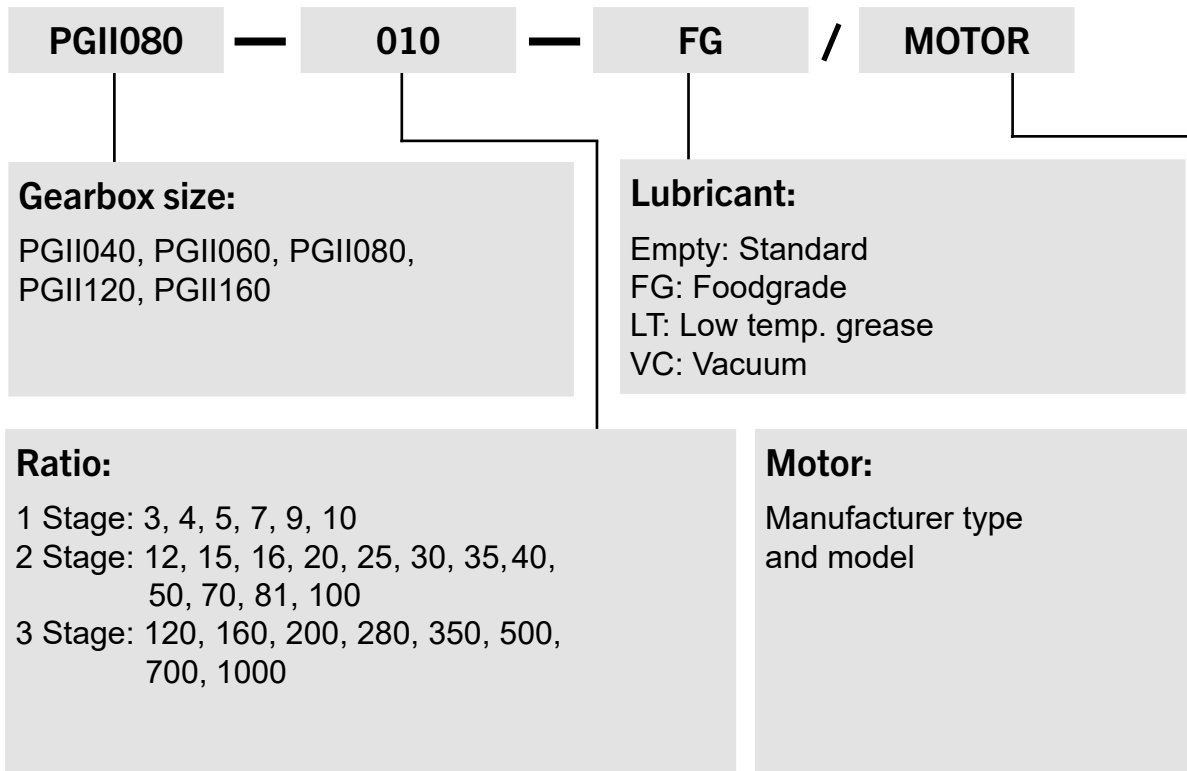 PGII080 — 010 — FG / MOTOR
Gearbox size:
PGII040, PGII060, PGII080,
PGII120, PGII160
Lubricant:
Empty: Standard
FG: Foodgrade
LT: Low temp. grease
VC: Vacuum
Ratio:
1 Stage: 3, 4, 5, 7, 9, 10
2 Stage: 12, 15, 16, 20, 25, 30, 35, 40,
50, 70, 81, 100
3 Stage: 120, 160, 200, 280, 350, 500,
700, 1000
Motor:
Manufacturer type
and model